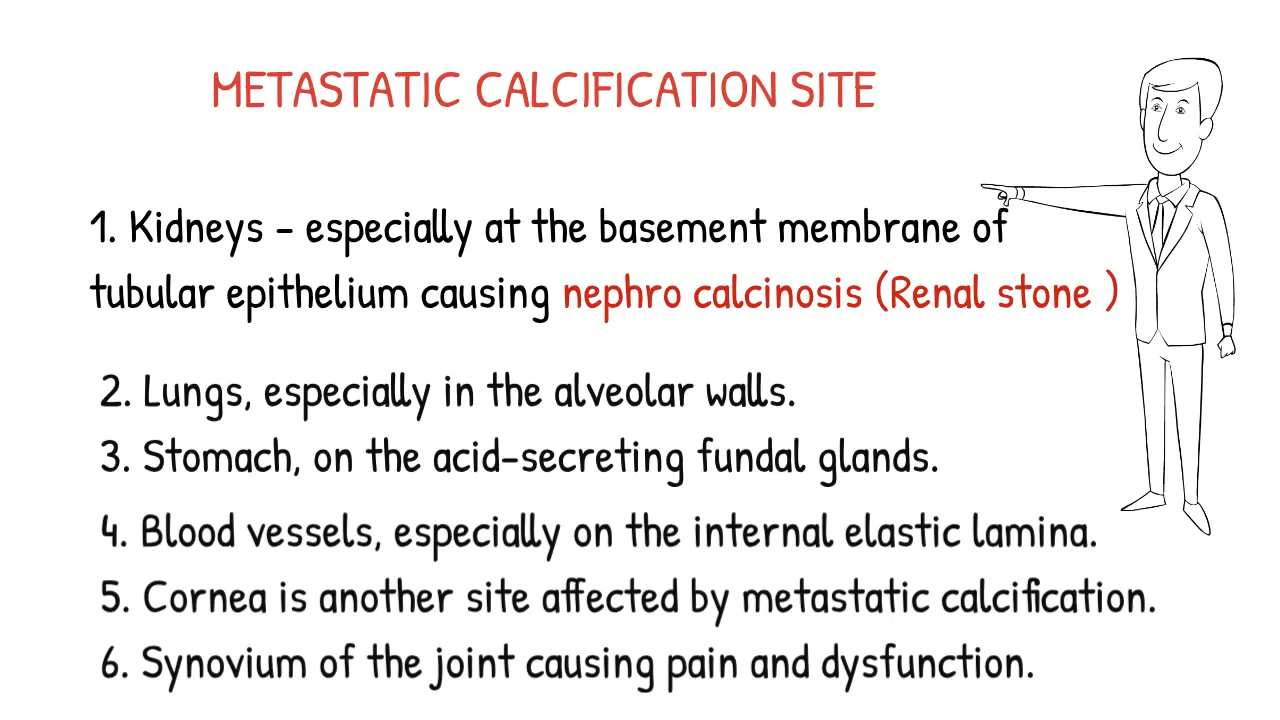 METASTATIC CALCIFICATION SITE
1. Kidneys - especially at the basement membrane of
tubular epithelium causing nephro calcinosis (Renal stone )
2. Lungs, especially in the alveolar walls.
3. Stomach, on the acid-secreting fundal glands.
4. Blood vessels, especially on the internal elastic lamina.
5. Cornea is another site affected by metastatic calcification.
6. Synovium of the joint causing pain and dysfunction.